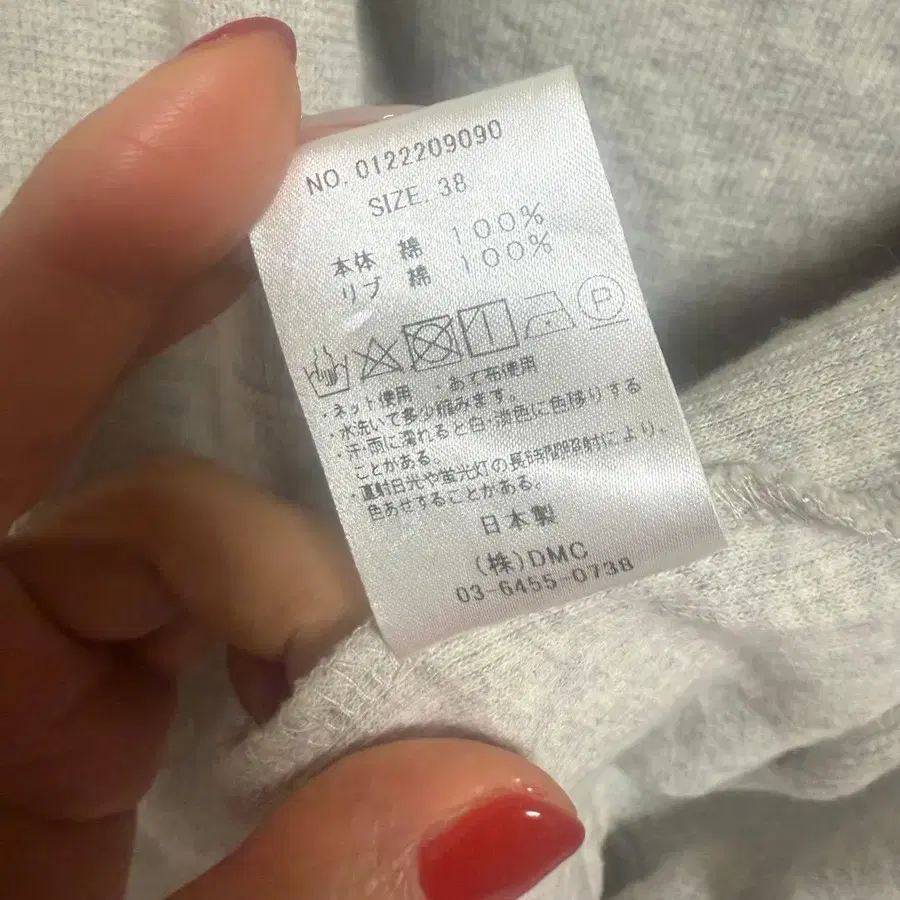 NO. 0122209090
SIZE. 38
本体 綿 100%
リブ 綿 100%
P
・ネット使用 ・あて布使用
・水洗いで多少縮みます。
・汗・雨に濡れると白・淡色に色移りする
ことがある。
・直射日光や蛍光灯の長時間照射により、
色あせすることがある。
日本製
(株)DMC
03-6455-0738